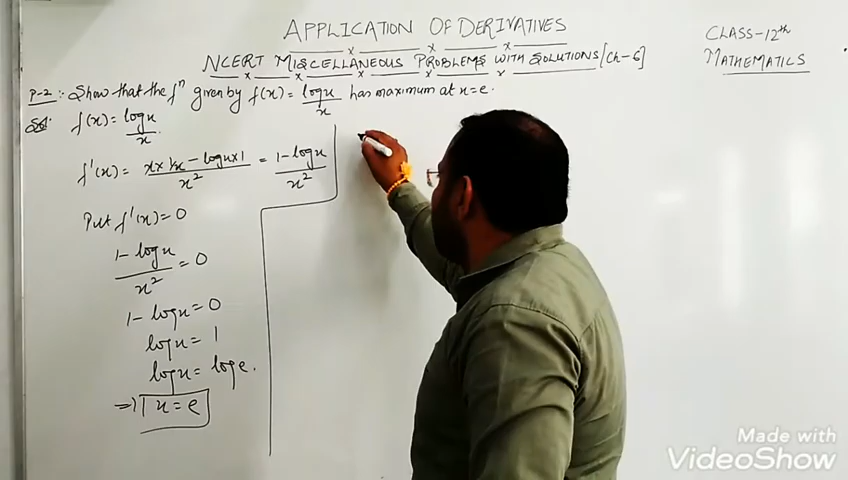 APPLICATION OF DERIVATIVES
NCERT MISCELLANEOUS PROBLEMS WITH SOLUTIONS [Ch-6]
CLASS-12th
MATHEMATICS
P-2 :- Show that the fⁿ given by f(x) = logx/x has maximum at x=e.
Sol: f(x) = logx/x
f'(x) = x × 1/x - logx × 1 / x² = 1-logx / x²
Put f'(x) = 0
1-logx / x² = 0
1-logx = 0
logx = 1
logx = loge.
=> x = e
Made with
VideoShow